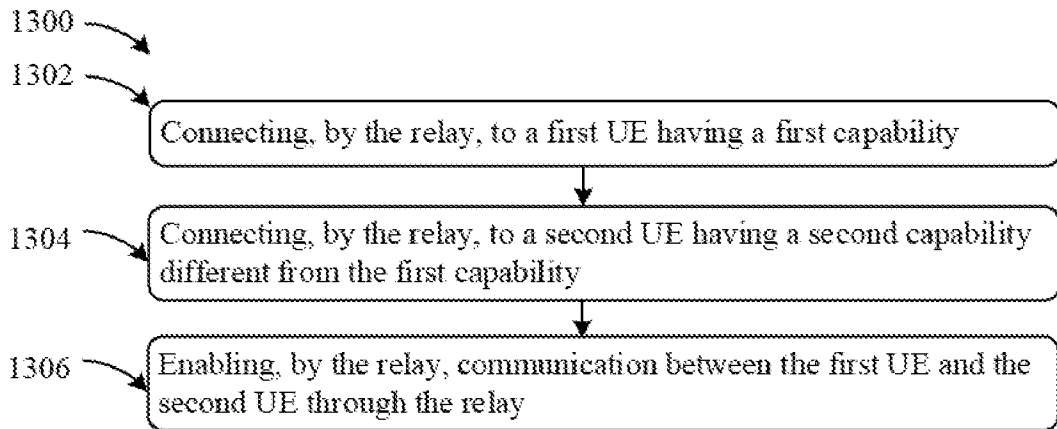 1300
1302
Connecting, by the relay, to a first UE having a first capability
1304
Connecting, by the relay, to a second UE having a second capability
different from the first capability
1306
Enabling, by the relay, communication between the first UE and the
second UE through the relay